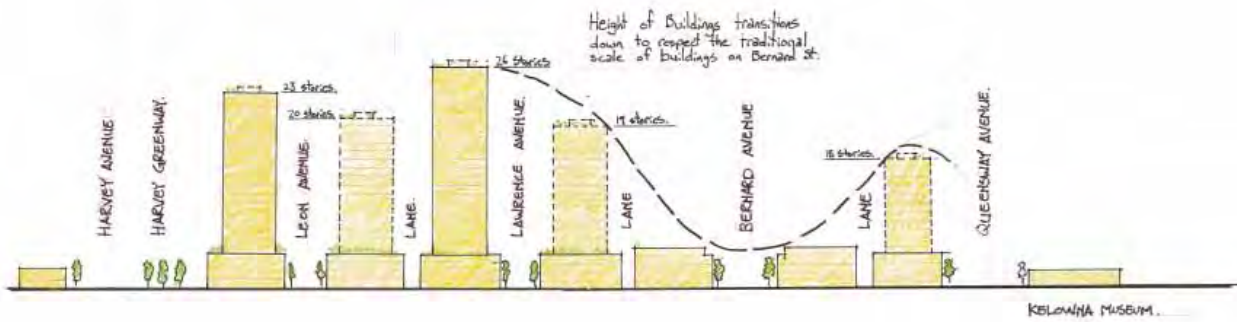 Height of Buildings transitions
down to respect the traditional
scale of buildings on Bernard St.
26 stories.
23 stories.
20 stories.
19 stories.
15 stories.
HARVEY AVENUE
HARVEY GREENWAY.
LEON AVENUE
LANE
LAWRENCE AVENUE.
LANE
BERNARD AVENUE
LANE
QUEENSWAY AVENUE.
KELOWNA MUSEUM.